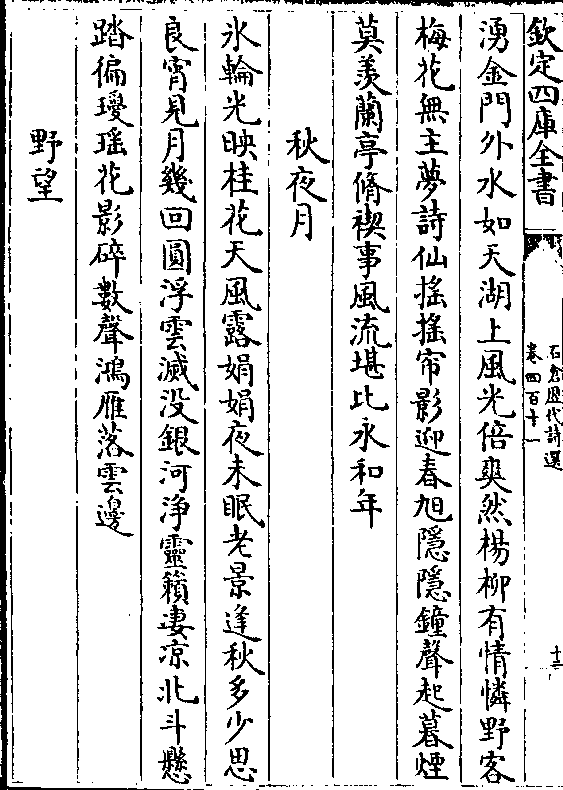 欽定四庫全書
石倉歷代詩選
卷四百十一
十三
湧金門外水如天湖上風光倍爽然楊柳有情憐野客
梅花無主夢詩仙搖搖帘影迎春旭隱隱鐘聲起暮煙
莫羨蘭亭脩禊事風流堪比永和年
秋夜月
氷輪光映桂花天風露娟娟夜未眠老景逢秋多少思
良宵見月幾回圓浮雲滅没銀河浄靈籟凄凉北斗懸
踏徧瓊瑶花影碎數聲鴻雁落雲邊
野望